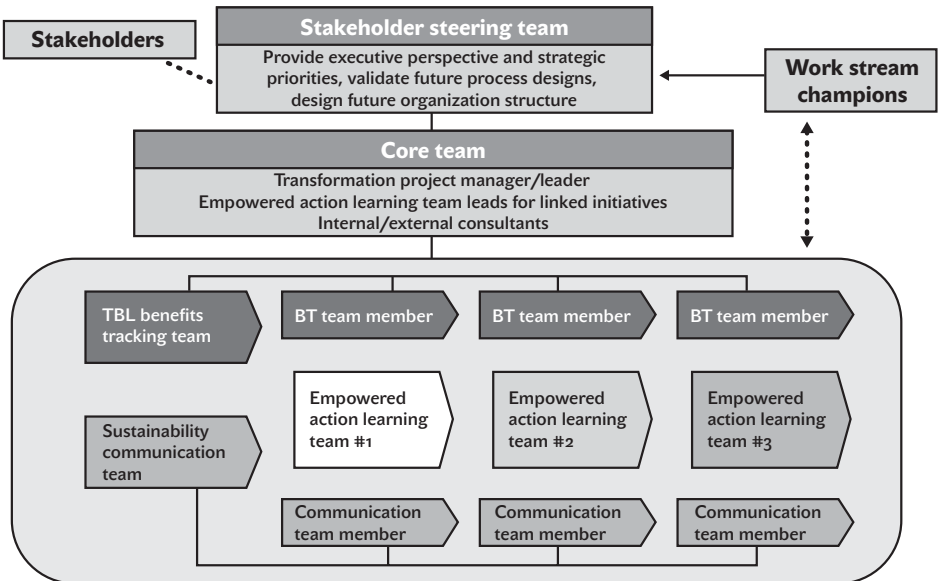 Stakeholders
Stakeholder steering team
Provide executive perspective and strategic
priorities, validate future process designs,
design future organization structure
Work stream
champions
Core team
Transformation project manager/leader
Empowered action learning team leads for linked initiatives
Internal/external consultants
TBL benefits
tracking team
BT team member
BT team member
BT team member
Empowered
action learning
team #1
Empowered
action learning
team #2
Empowered
action learning
team #3
Sustainability
communication
team
Communication
team member
Communication
team member
Communication
team member